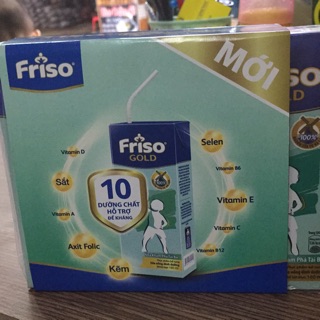 Friso
MỚI
Friso
GOLD
10
DƯỠNG CHẤT
HỖ TRỢ
ĐỀ KHÁNG
Vitamin D
Sắt
Vitamin A
Axit Folic
Kẽm
Selen
Vitamin B6
Vitamin E
Vitamin C
Vitamin B12
Friso
GOLD
100%